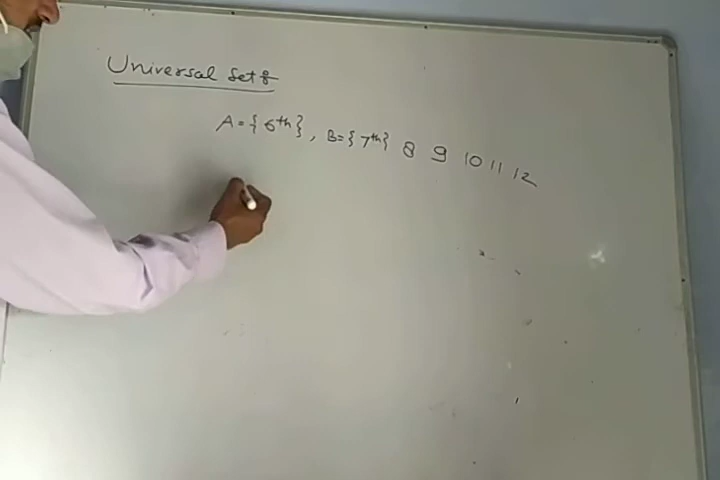 Universal Set :-
A = { 6th } , B = { 7th } 8 9 10 11 12